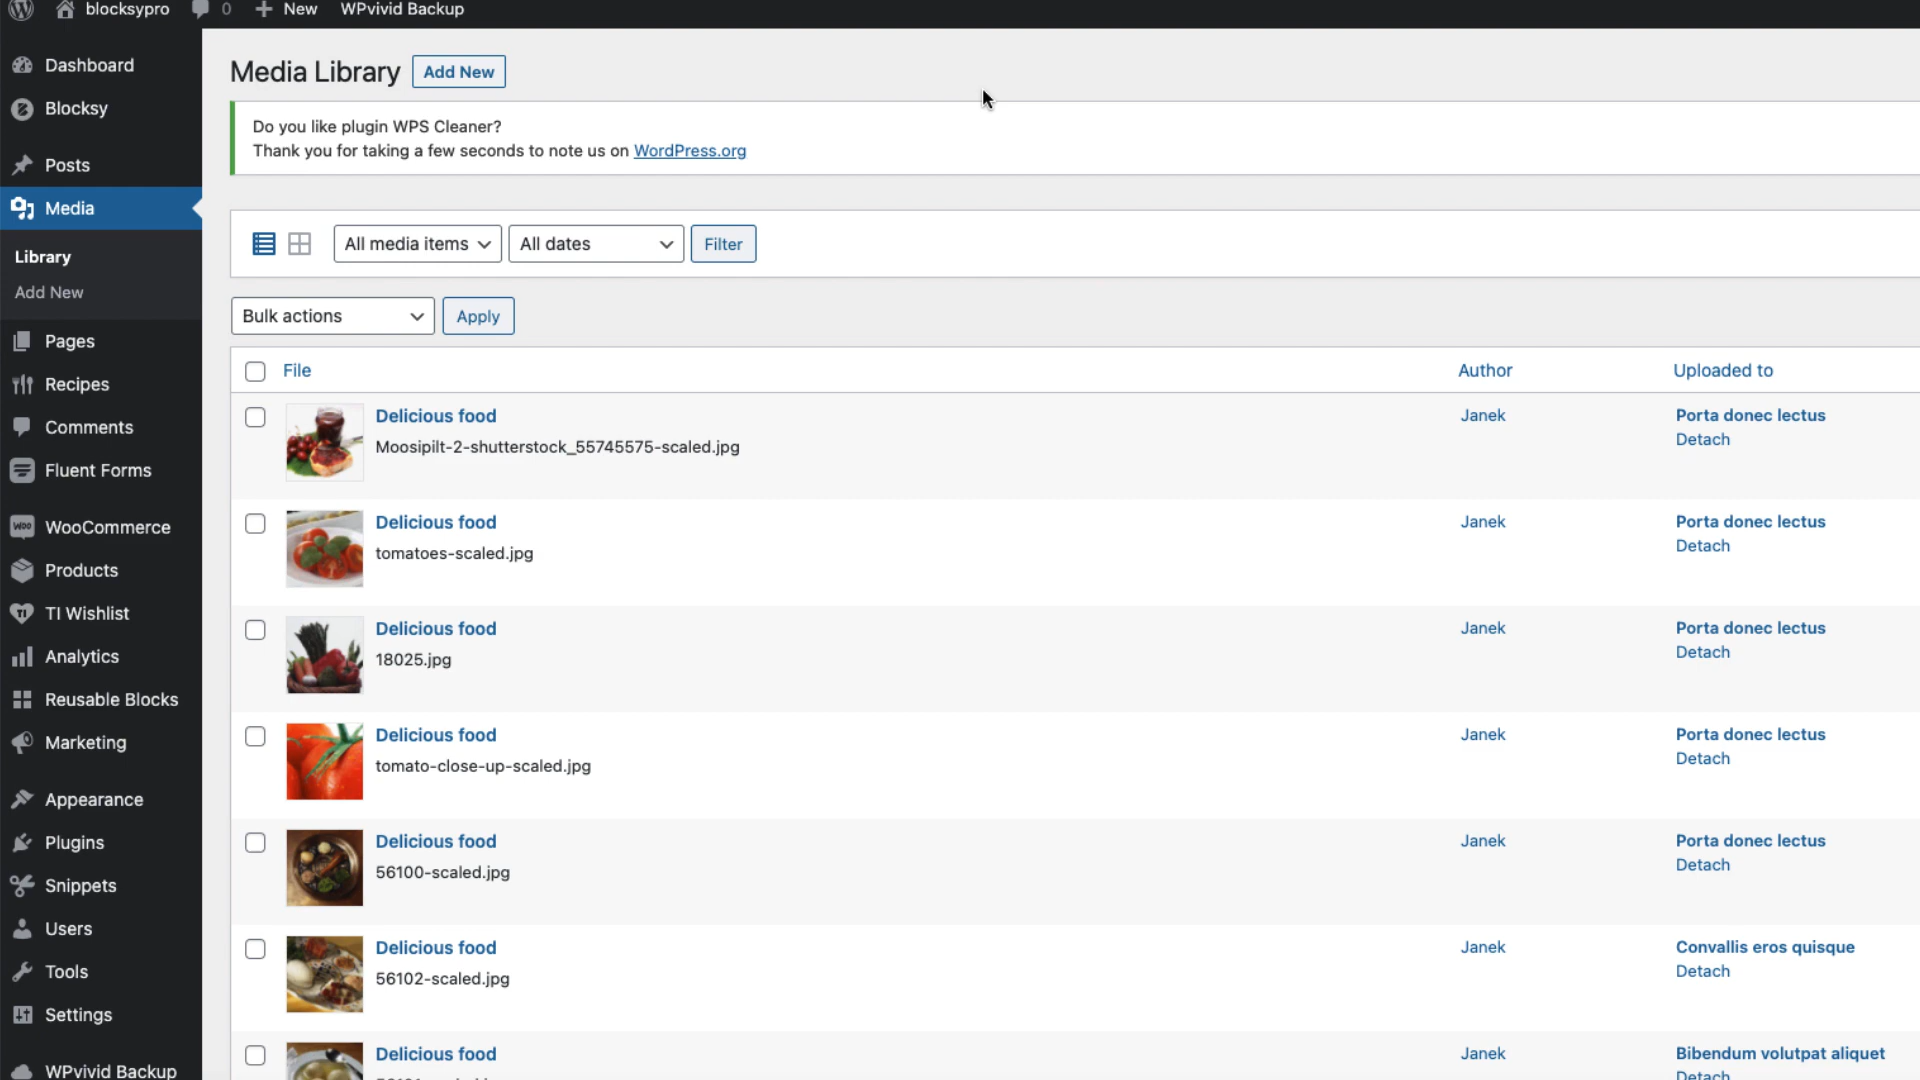 blocksypro 0 New WPvivid Backup
Dashboard
Blocksy
Posts
Media
Library
Add New
Pages
Recipes
Comments
Fluent Forms
WooCommerce
Products
TI Wishlist
Analytics
Reusable Blocks
Marketing
Appearance
Plugins
Snippets
Users
Tools
Settings
WPvivid Backup
Media Library Add New
Do you like plugin WPS Cleaner?
Thank you for taking a few seconds to note us on WordPress.org
All media items All dates Filter
Bulk actions Apply
File Author Uploaded to
Delicious food Janek Porta donec lectus
Moosipilt-2-shutterstock_55745575-scaled.jpg Detach
Delicious food Janek Porta donec lectus
tomatoes-scaled.jpg Detach
Delicious food Janek Porta donec lectus
18025.jpg Detach
Delicious food Janek Porta donec lectus
tomato-close-up-scaled.jpg Detach
Delicious food Janek Porta donec lectus
56100-scaled.jpg Detach
Delicious food Janek Convallis eros quisque
56102-scaled.jpg Detach
Delicious food Janek Bibendum volutpat aliquet
Detach